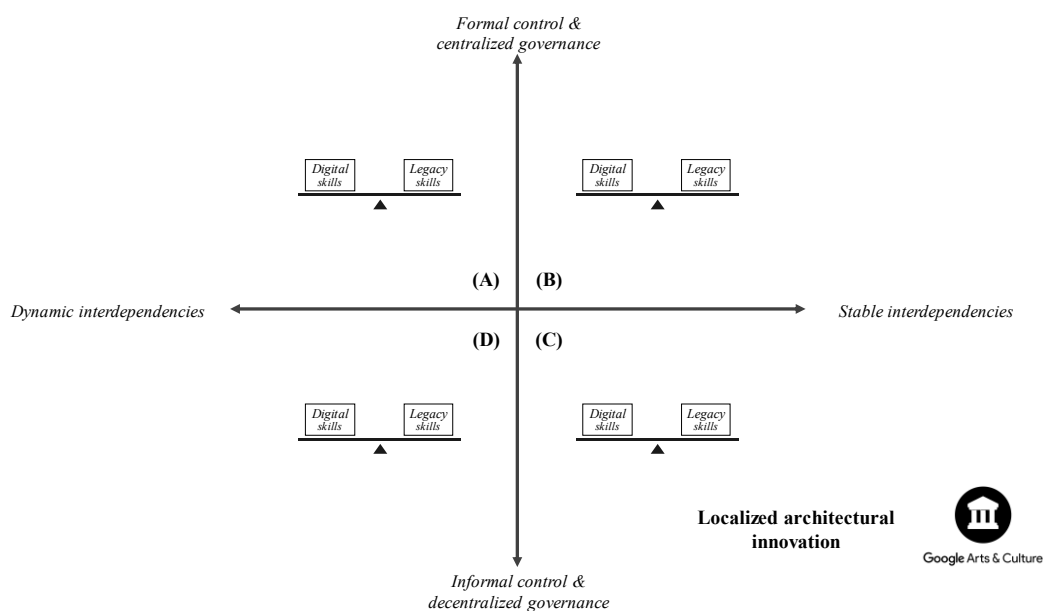 Formal control &
centralized governance
Digital skills
Legacy skills
Digital skills
Legacy skills
(A)
(B)
Dynamic interdependencies
Stable interdependencies
(D)
(C)
Digital skills
Legacy skills
Digital skills
Legacy skills
Localized architectural
innovation
Google Arts & Culture
Informal control &
decentralized governance